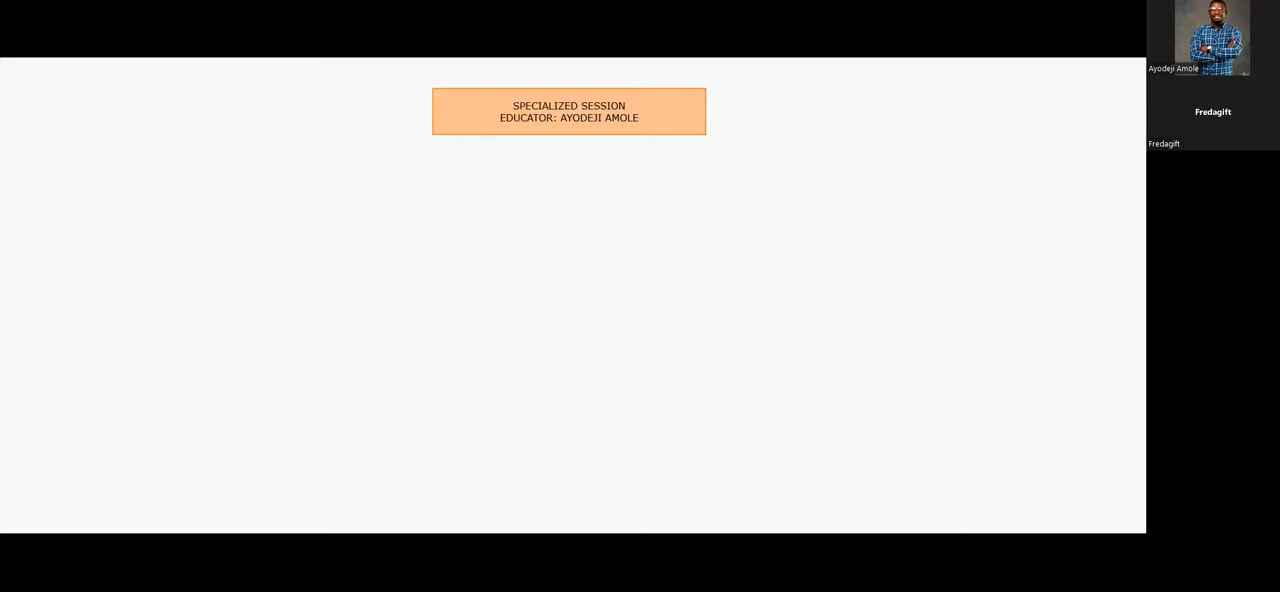 SPECIALIZED SESSION
EDUCATOR: AYODEJI AMOLE
Ayodeji Amole
Fredagift
Fredagift